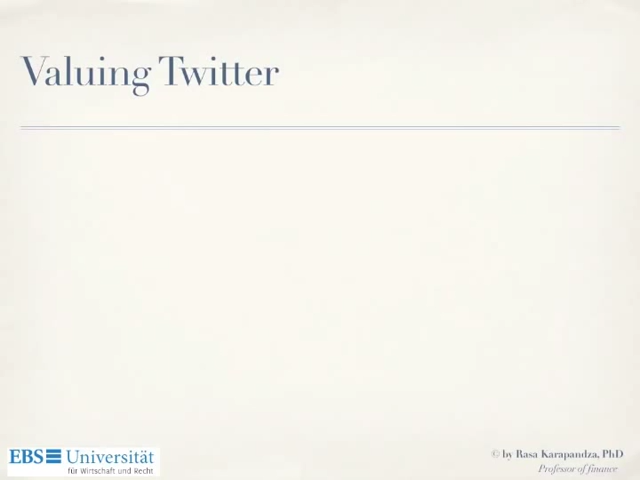 Valuing Twitter
EBS Universität
für Wirtschaft und Recht
© by Rasa Karapandza, PhD
Professor of finance